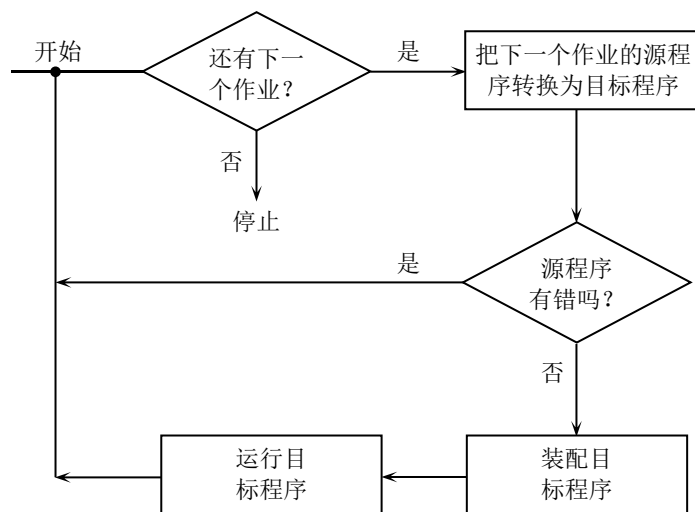 开始
还有下一
个作业？
是
把下一个作业的源程
序转换为目标程序
否
停止
是
源程序
有错吗？
否
运行目
标程序
装配目
标程序